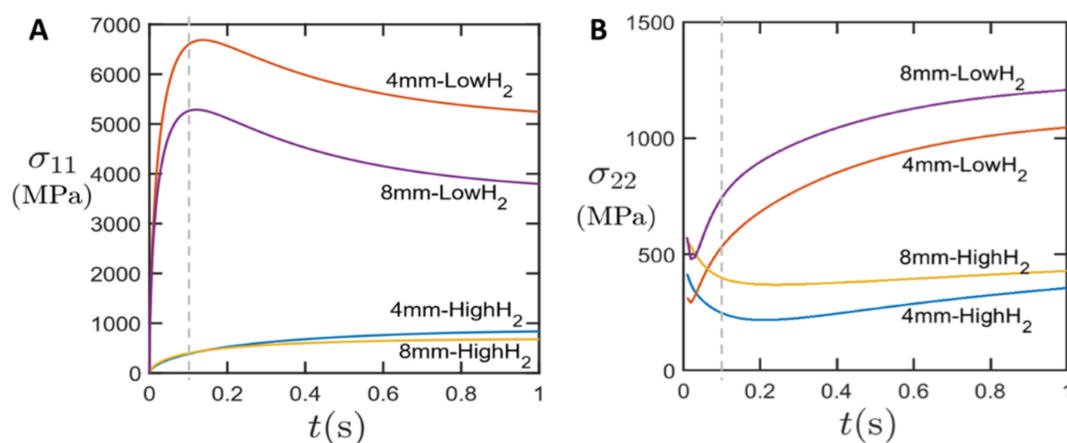 A
7000
6000
5000
4000
3000
2000
1000
0
σ₁₁
(MPa)
4mm-LowH₂
8mm-LowH₂
4mm-HighH₂
8mm-HighH₂
0 0.2 0.4 0.6 0.8 1
t(s)
B
1500
1000
500
0
σ₂₂
(MPa)
8mm-LowH₂
4mm-LowH₂
8mm-HighH₂
4mm-HighH₂
0 0.2 0.4 0.6 0.8 1
t(s)